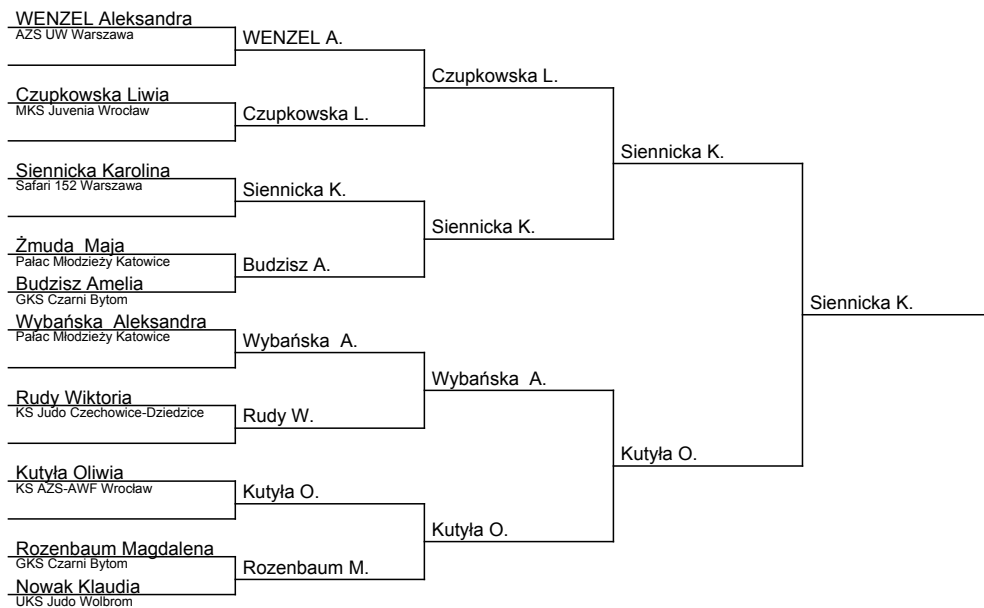 WENZEL Aleksandra
AZS UW Warszawa
Czupkowska Liwia
MKS Juvenia Wrocław
Siennicka Karolina
Safari 152 Warszawa
Żmuda  Maja
Pałac Młodzieży Katowice
Budzisz Amelia
GKS Czarni Bytom
Wybańska  Aleksandra
Pałac Młodzieży Katowice
Rudy Wiktoria
KS Judo Czechowice-Dziedzice
Kutyła Oliwia
KS AZS-AWF Wrocław
Rozenbaum Magdalena
GKS Czarni Bytom
Nowak Klaudia
UKS Judo Wolbrom
WENZEL A.
Czupkowska L.
Siennicka K.
Budzisz A.
Wybańska  A.
Rudy W.
Kutyła O.
Rozenbaum M.
Czupkowska L.
Siennicka K.
Wybańska  A.
Kutyła O.
Siennicka K.
Kutyła O.
Siennicka K.